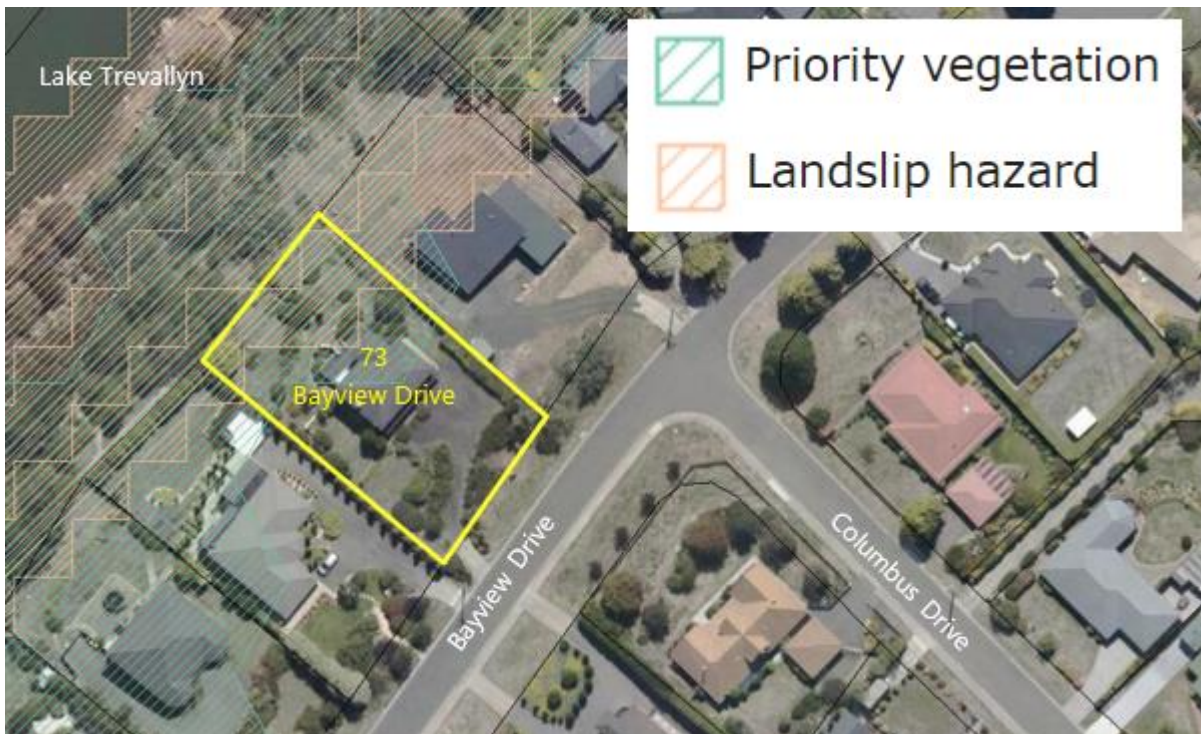 Lake Trevallyn
Priority vegetation
Landslip hazard
73
Bayview Drive
Bayview Drive
Columbus Drive